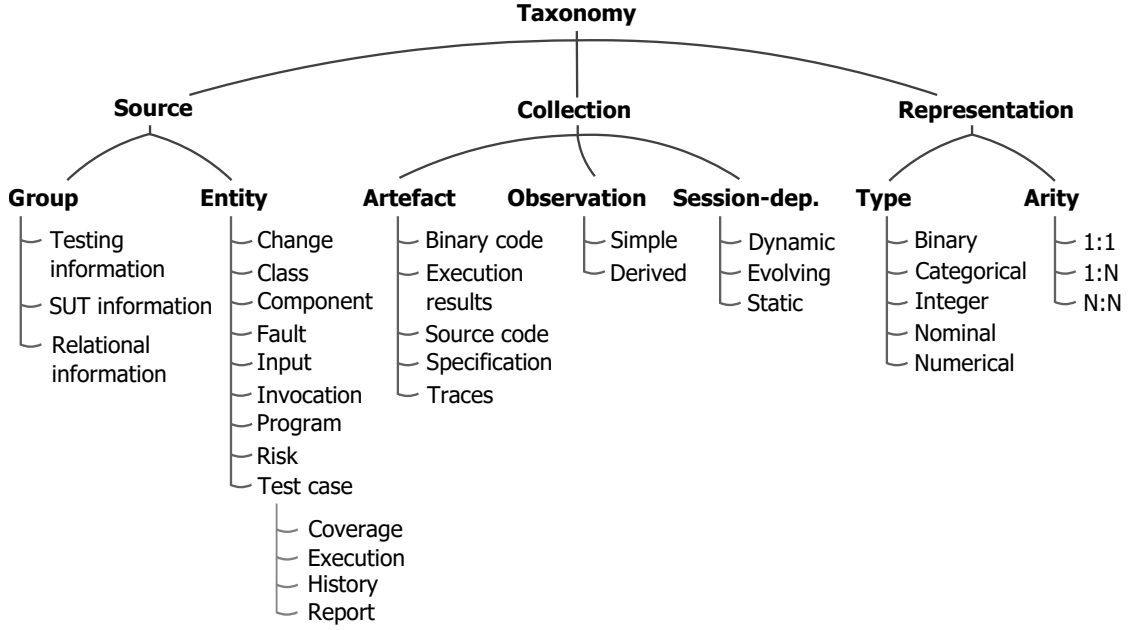 Taxonomy
Source
Collection
Representation
Group
Entity
Artefact
Observation
Session-dep.
Type
Arity
Testing
information
SUT information
Relational
information
Change
Class
Component
Fault
Input
Invocation
Program
Risk
Test case
Coverage
Execution
History
Report
Binary code
Execution
results
Source code
Specification
Traces
Simple
Derived
Dynamic
Evolving
Static
Binary
Categorical
Integer
Nominal
Numerical
1:1
1:N
N:N